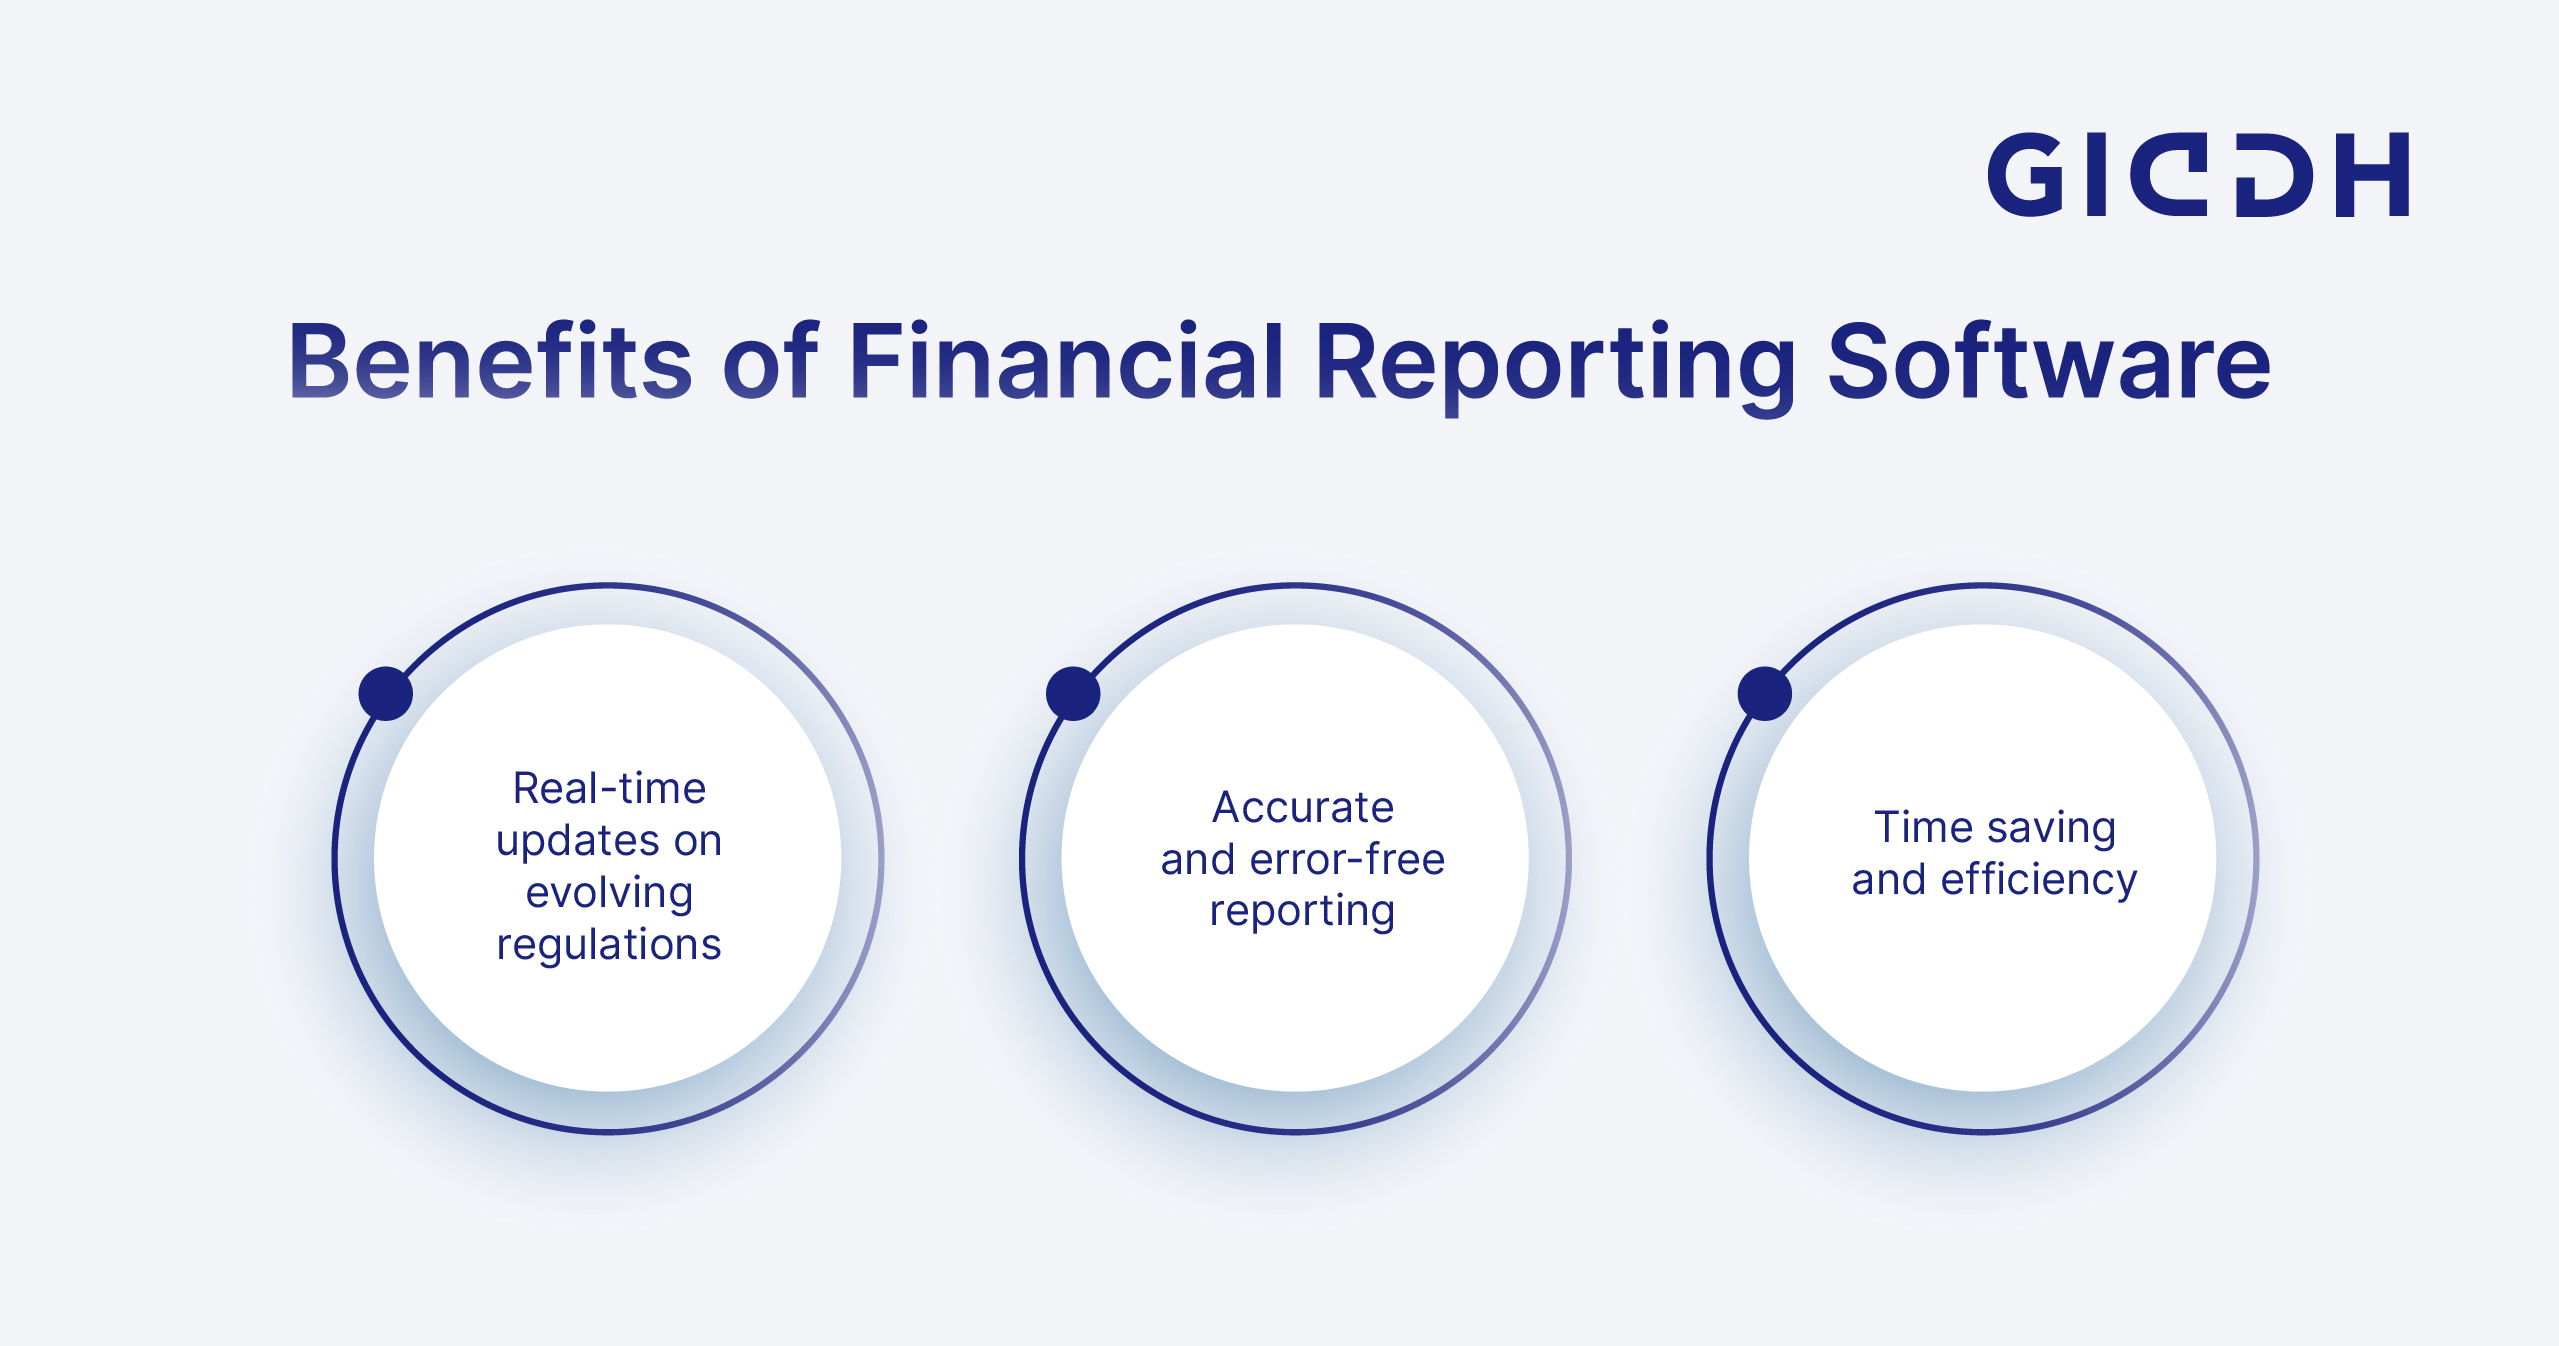 GICDH
Benefits of Financial Reporting Software
Real-time
updates on
evolving
regulations
Accurate
and error-free
reporting
Time saving
and efficiency